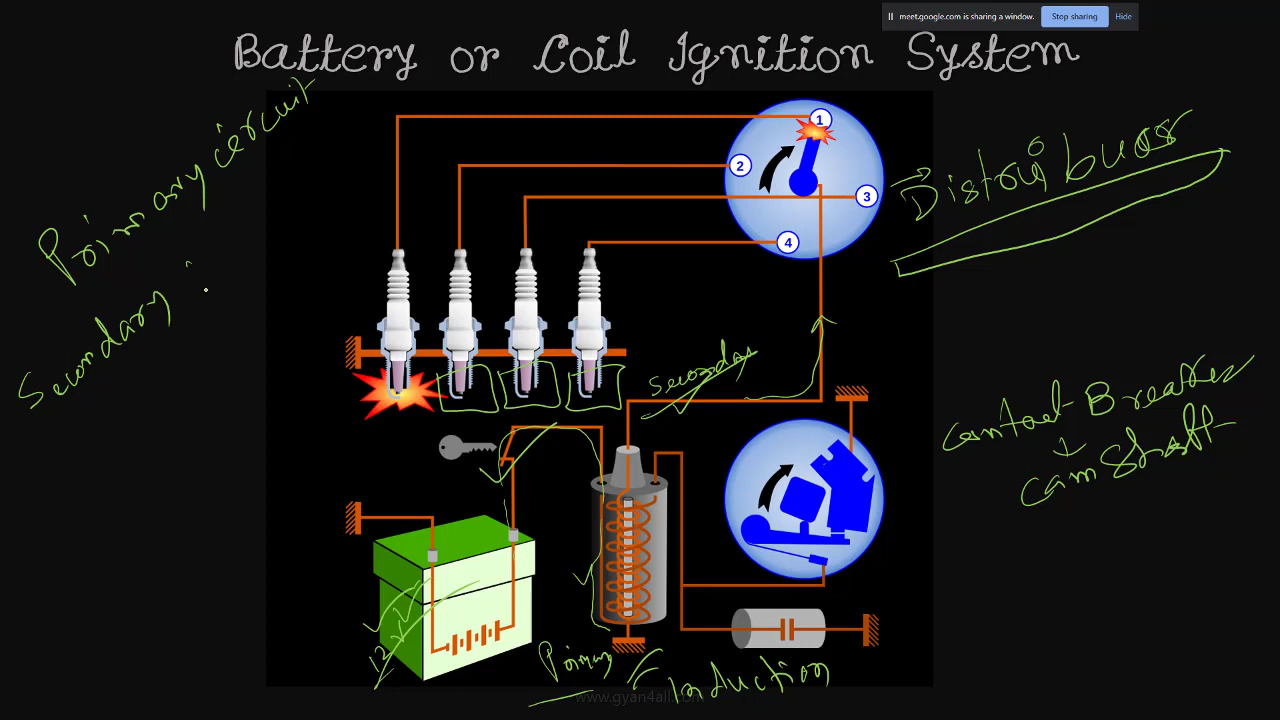 meet.google.com is sharing a window. Stop sharing Hide
Battery or Coil Ignition System
Primary circuit
Secondary
1
2
3
4
Distribuor
Secondary
Contact Breaker
Cam Shaft
12V
Primary
Induction
www.gyan4all.com